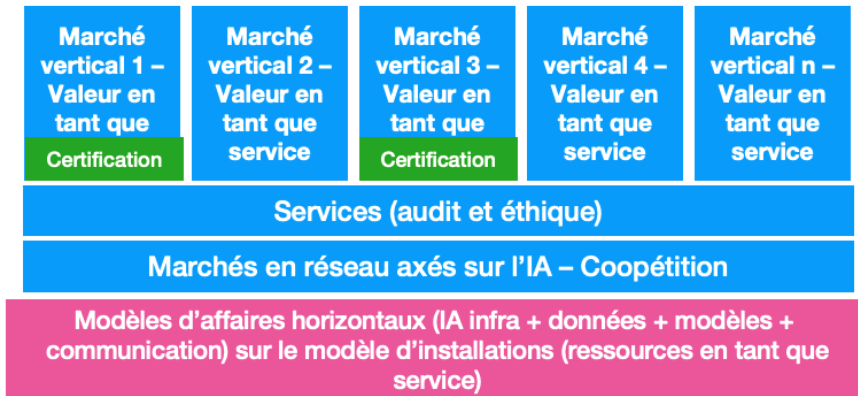 Marché
vertical 1 –
Valeur en
tant que
Certification
Marché
vertical 2 –
Valeur en
tant que
service
Marché
vertical 3 –
Valeur en
tant que
Certification
Marché
vertical 4 –
Valeur en
tant que
service
Marché
vertical n –
Valeur en
tant que
service
Services (audit et éthique)
Marchés en réseau axés sur l’IA – Coopétition
Modèles d’affaires horizontaux (IA infra + données + modèles +
communication) sur le modèle d’installations (ressources en tant que
service)